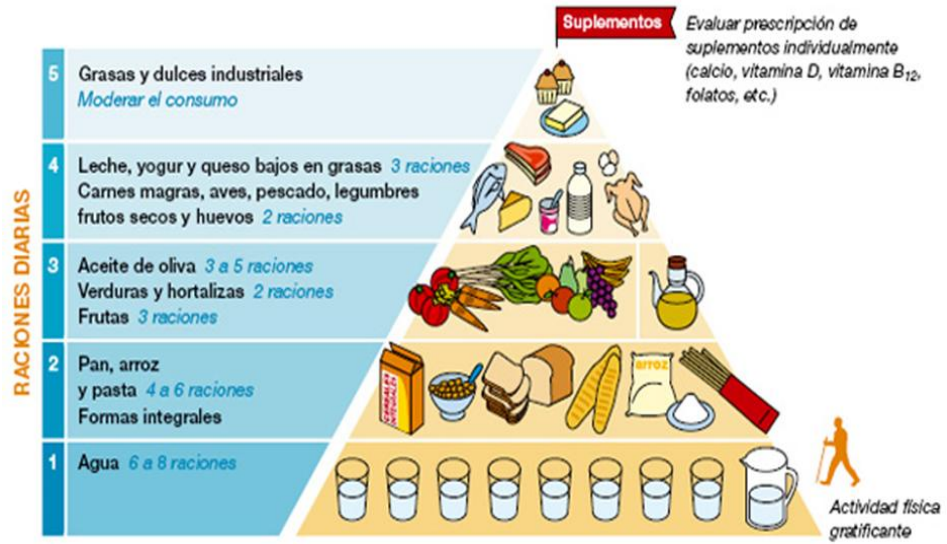 Suplementos
Evaluar prescripción de
suplementos individualmente
(calcio, vitamina D, vitamina B12,
folatos, etc.)
RACIONES DIARIAS
5
Grasas y dulces industriales
Moderar el consumo
4
Leche, yogur y queso bajos en grasas 3 raciones
Carnes magras, aves, pescado, legumbres
frutos secos y huevos 2 raciones
3
Aceite de oliva 3 a 5 raciones
Verduras y hortalizas 2 raciones
Frutas 3 raciones
2
Pan, arroz
y pasta 4 a 6 raciones
Formas integrales
CEREALES
INTEGRALES
arroz
1
Agua 6 a 8 raciones
Actividad física
gratificante